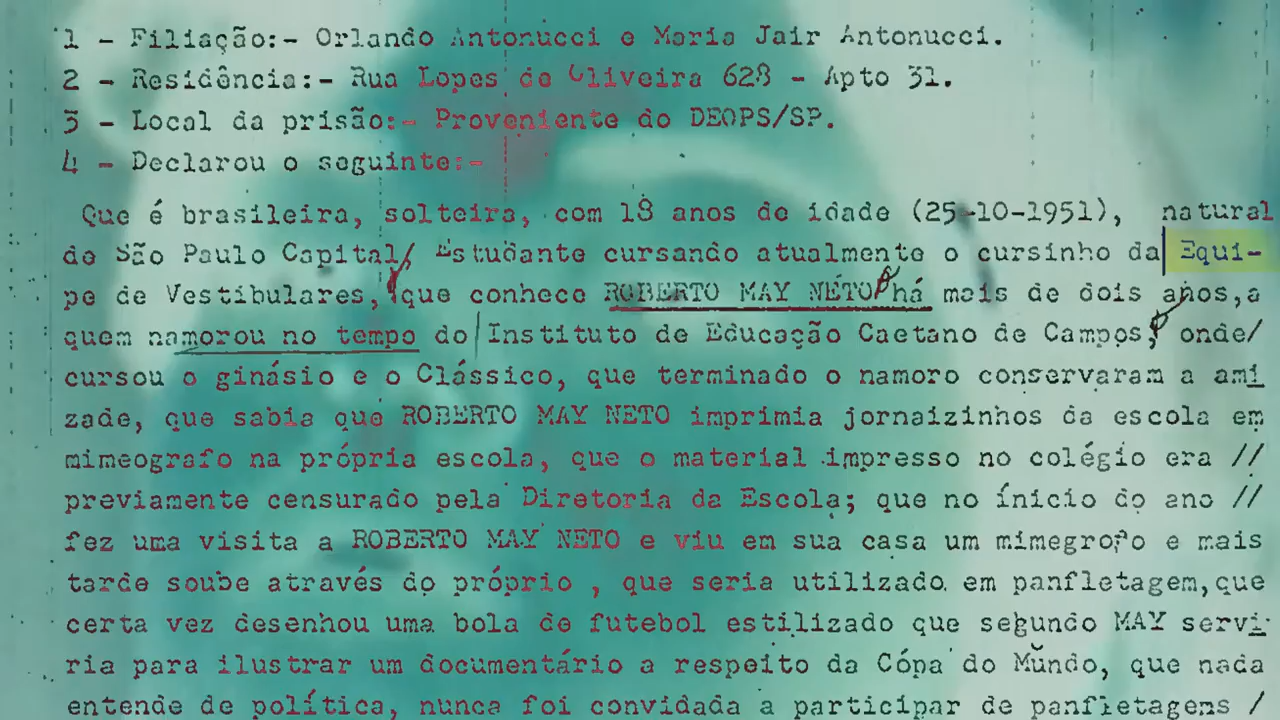 1 - Filiação:- Orlando Antonucci e Maria Jair Antonucci.
2 - Residência:- Rua Lopes de Oliveira 628 - Apto 31.
3 - Local da prisão:- Proveniente do DEOPS/SP.
4 - Declarou o seguinte:-
Que é brasileira, solteira, com 18 anos de idade (25-10-1951), natural
de São Paulo Capital/ Estudante cursando atualmente o cursinho da Equi-
pe de Vestibulares, que conhece ROBERTO MAY NETO há mais de dois anos,a
quem namorou no tempo do Instituto de Educação Caetano de Campos, onde/
cursou o ginásio e o Clássico, que terminado o namoro conservaram a ami
zade, que sabia que ROBERTO MAY NETO imprimia jornaizinhos da escola em
mimeografo na própria escola, que o material impresso no colégio era //
previamente censurado pela Diretoria da Escola; que no ínicio do ano //
fez uma visita a ROBERTO MAY NETO e viu em sua casa um mimegrofo e mais
tarde soube através do próprio , que seria utilizado em panfletagem,que
certa vez desenhou uma bola de futebol estilizado que segundo MAY servi
ria para ilustrar um documentário a respeito da Cópa do Mundo, que nada
entende de política, nunca foi convidada a participar de panfletagens /